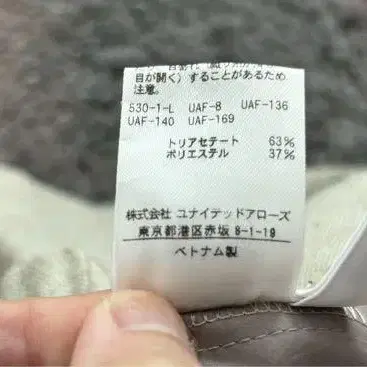 目が開く)することがあるため
注意。
530-1-L UAF-8 UAF-136
UAF-140 UAF-169
トリアセテート 63%
ポリエステル 37%
株式会社 ユナイテッドアローズ
東京都港区赤坂 8-1-19
ベトナム製